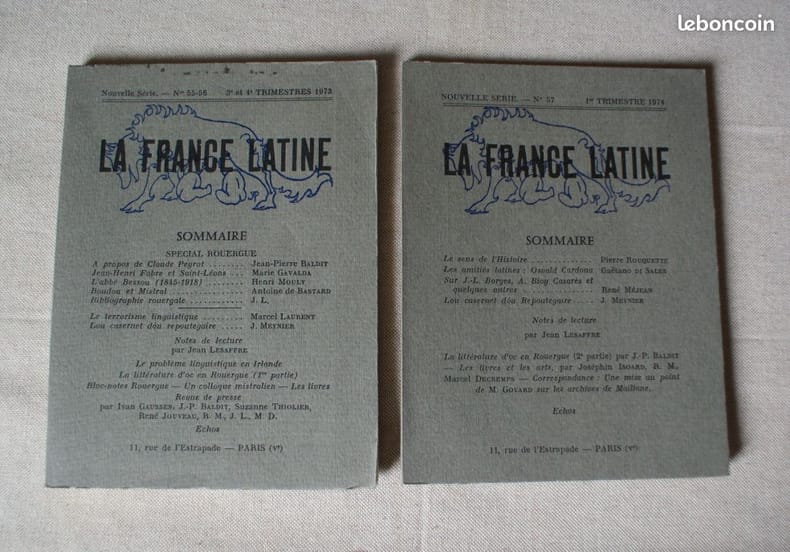 leboncoin
Nouvelle Série. — Nos 55-56 3e et 4e TRIMESTRES 1973
LA FRANCE LATINE
SOMMAIRE
SPECIAL ROUERGUE
A propos de Claude Peyrot ........ Jean-Pierre BALDIT
Jean-Henri Fabre et Saint-Léons ... Marie GAVALDA
L'abbé Bessou (1845-1918) ........ Henri MOULY
Boudou et Mistral ............... Antoine de BASTARD
Bibliographie rouergate .......... J. L.
Le terrorisme linguistique ........ Marcel LAURENT
Lou casernet dóu repoutegaire ..... J. MEYNIER
Notes de lecture
par Jean LESAFFRE
Le problème linguistique en Irlande
La littérature d'oc en Rouergue (1re partie)
Bloc-notes Rouergue — Un colloque mistralien — Les livres
Revue de presse
par Ivan GAUSSEN, J.-P. BALDIT, Suzanne THIOLIER,
René JOUVEAU, R. M., J. L., M. D.
Echos
11, rue de l'Estrapade — PARIS (Ve)
NOUVELLE SERIE. — N° 57 1er TRIMESTRE 1974
LA FRANCE LATINE
SOMMAIRE
Le sens de l'Histoire ............ Pierre ROUQUETTE
Les amitiés latines : Oswald Cardona Gaëtano DI SALES
Sur J.-L. Borges, A. Bioy Casarès et
quelques autres ................ René MÉJEAN
Lou casernet dóu Repoutegaire ... J. MEYNIER
Notes de lecture
par Jean LESAFFRE
La littérature d'oc en Rouergue (2e partie) par J.-P. BALDIT
— Les livres et les arts, par Joséphin ISOARD, R. M.,
Marcel DECREMPS — Correspondance : Une mise au point
de M. GOYARD sur les archives de Maillane.
Echos
11, rue de l'Estrapade — PARIS (Ve)